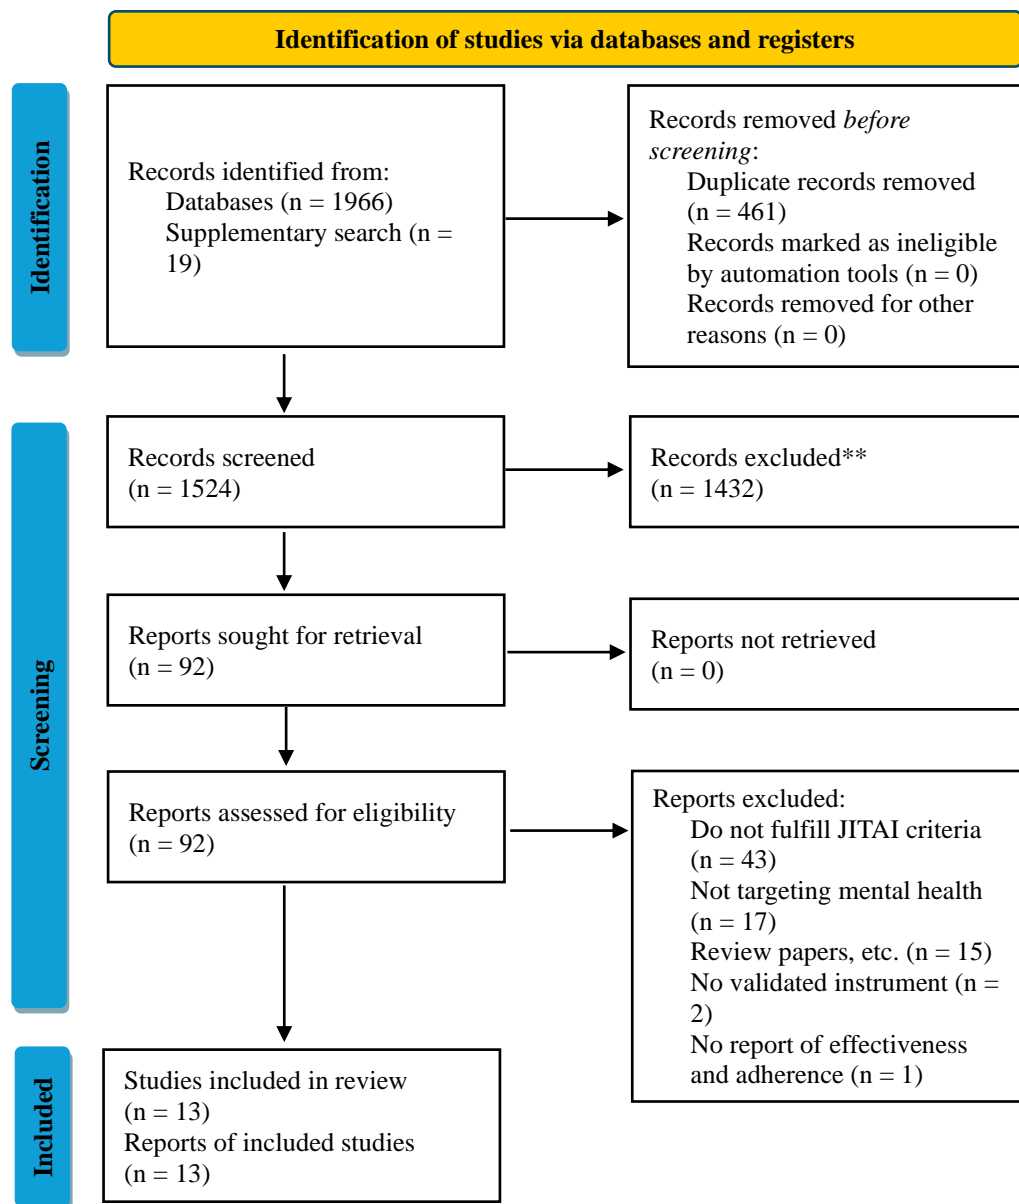 Identification of studies via databases and registers
Identification
Records identified from:
Databases (n = 1966)
Supplementary search (n =
19)
Records removed before
screening:
Duplicate records removed
(n = 461)
Records marked as ineligible
by automation tools (n = 0)
Records removed for other
reasons (n = 0)
Screening
Records screened
(n = 1524)
Records excluded**
(n = 1432)
Reports sought for retrieval
(n = 92)
Reports not retrieved
(n = 0)
Reports assessed for eligibility
(n = 92)
Reports excluded:
Do not fulfill JITAI criteria
(n = 43)
Not targeting mental health
(n = 17)
Review papers, etc. (n = 15)
No validated instrument (n =
2)
No report of effectiveness
and adherence (n = 1)
Included
Studies included in review
(n = 13)
Reports of included studies
(n = 13)